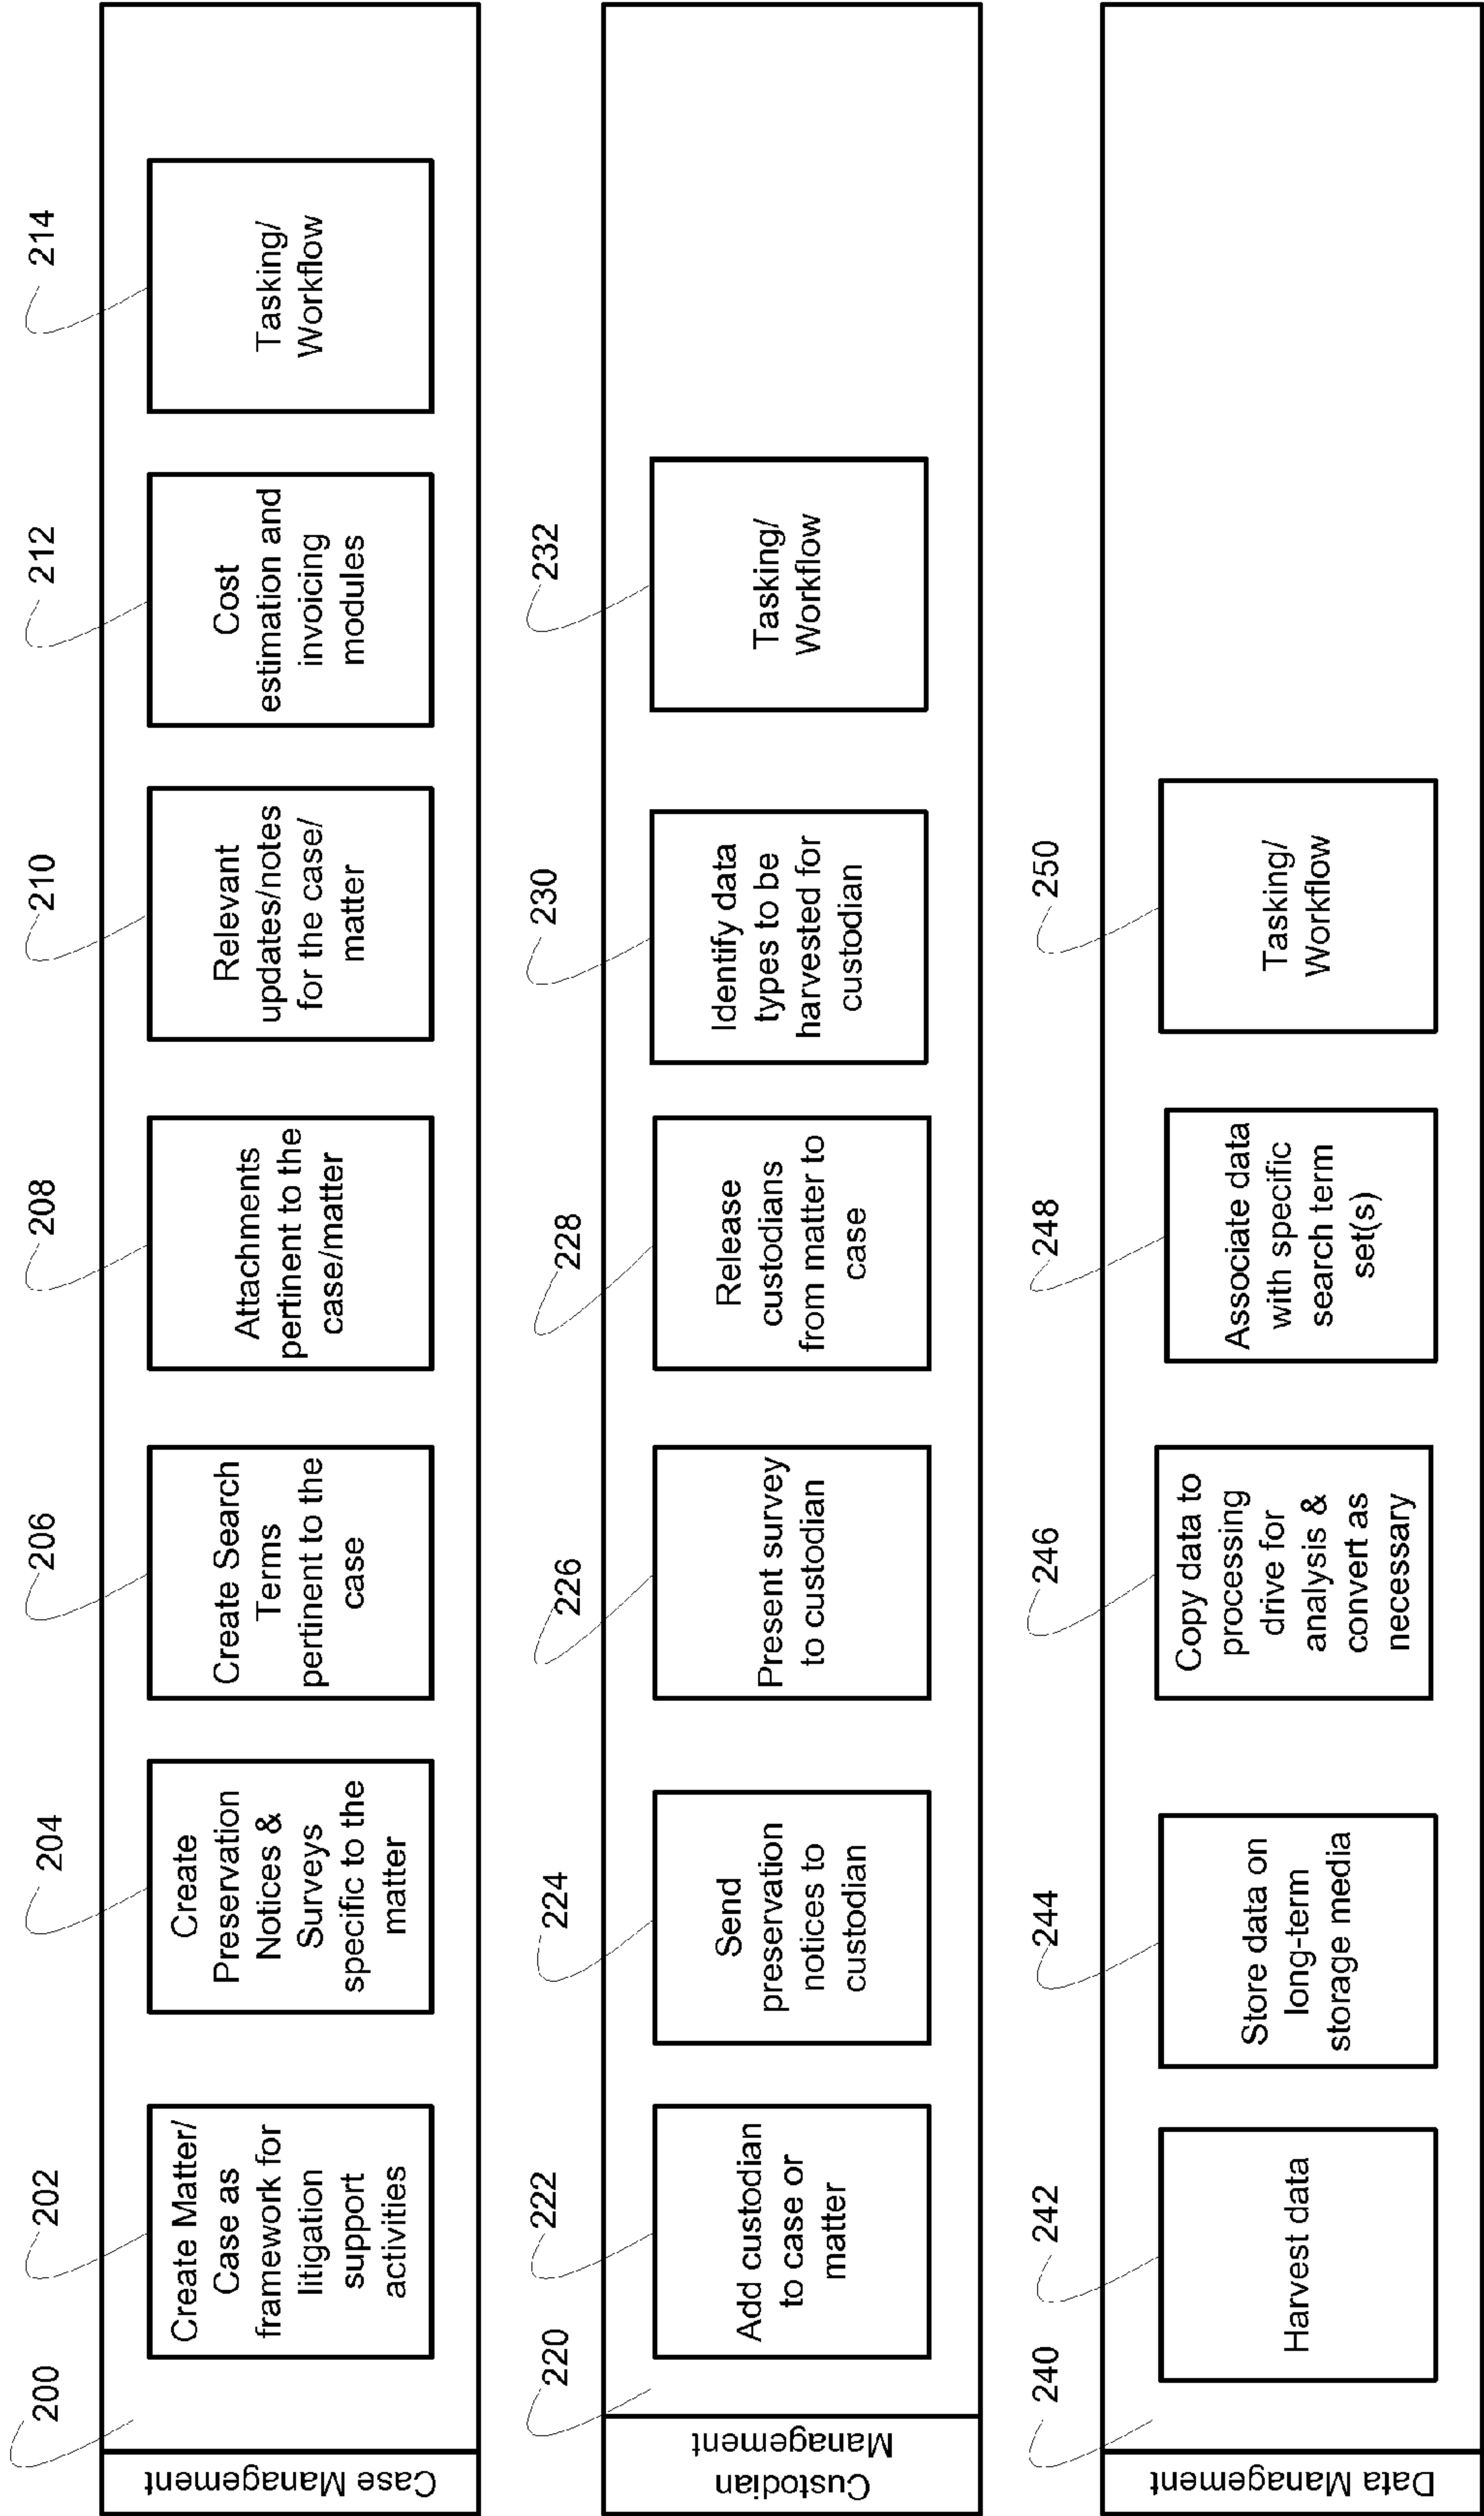 200
202
204
206
208
210
212
214
Case Management
Create Matter/
Case as
framework for
litigation
support
activities
Create
Preservation
Notices &
Surveys
specific to the
matter
Create Search
Terms
pertinent to the
case
Attachments
pertinent to the
case/matter
Relevant
updates/notes
for the case/
matter
Cost
estimation and
invoicing
modules
Tasking/
Workflow
220
222
224
226
228
230
232
Custodian
Management
Add custodian
to case or
matter
Send
preservation
notices to
custodian
Present survey
to custodian
Release
custodians
from matter to
case
Identify data
types to be
harvested for
custodian
Tasking/
Workflow
240
242
244
246
248
250
Data Management
Harvest data
Store data on
long-term
storage media
Copy data to
processing
drive for
analysis &
convert as
necessary
Associate data
with specific
search term
set(s)
Tasking/
Workflow